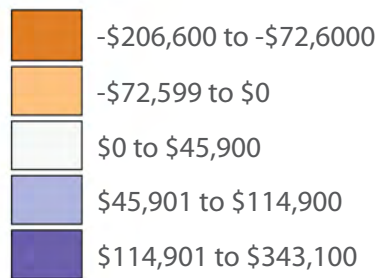 -$206,600 to -$72,6000
-$72,599 to $0
$0 to $45,900
$45,901 to $114,900
$114,901 to $343,100